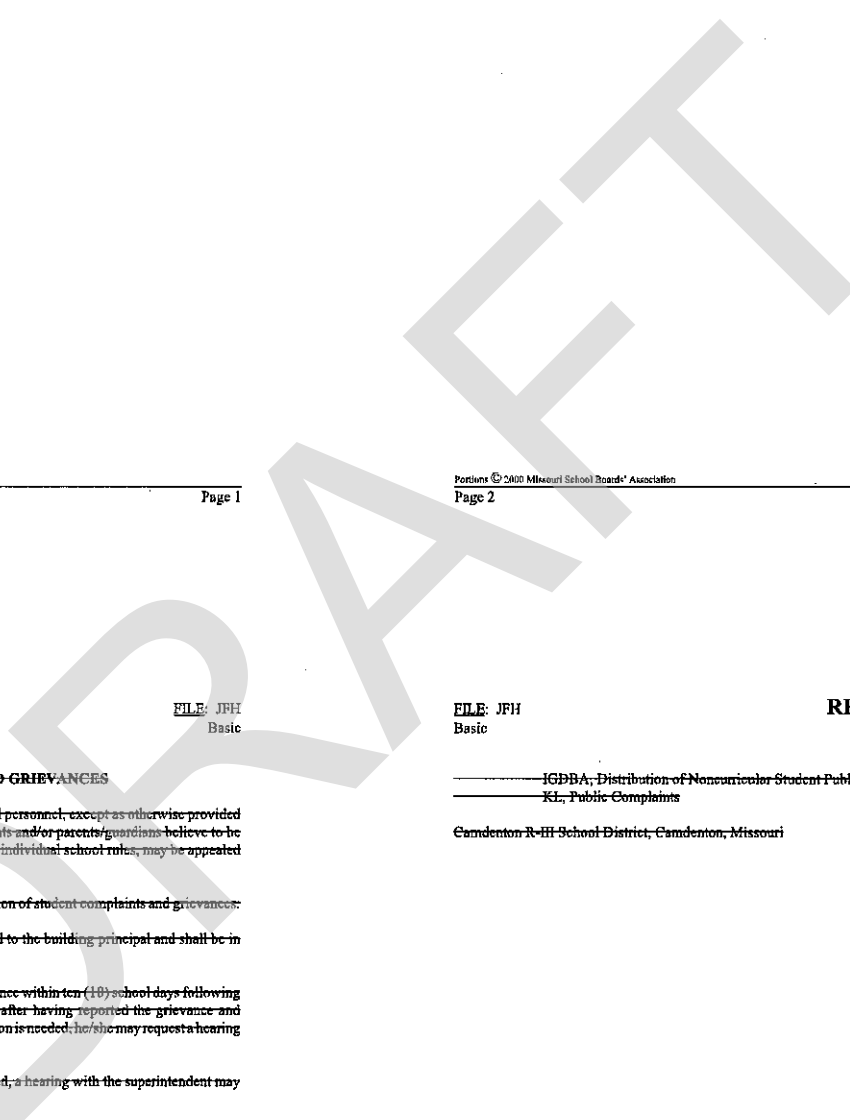 Page 1
Portions © 2000 Missouri School Boards' Association
Page 2
FILE: JFH
Basic
GRIEVANCES
personnel, except as otherwise provided
and/or parents/guardians believe to be
individual school rules, may be appealed
of student complaints and grievances.
to the building principal and shall be in
within ten (10) school days following
after having reported the grievance and
is needed, he/she may request a hearing
a hearing with the superintendent may
FILE: JFH
Basic
IGDBA, Distribution of Noncurricular Student
KL, Public Complaints
Camdenton R-III School District, Camdenton, Missouri
DRAFT